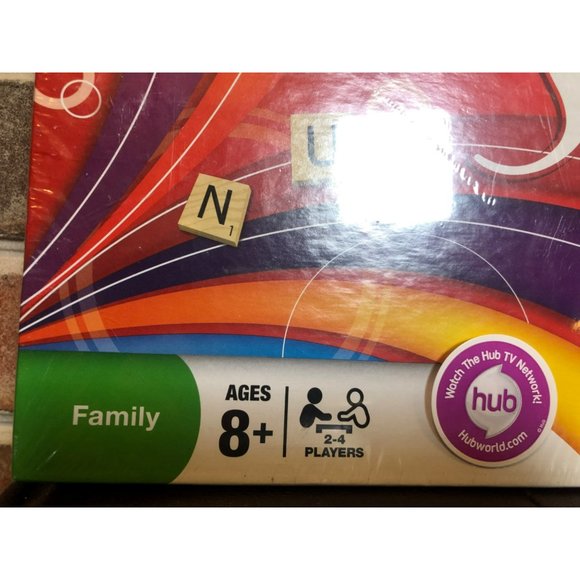 U
N
1
Family
AGES
8+
2-4
PLAYERS
Watch The Hub TV Network!
hub
Hubworld.com